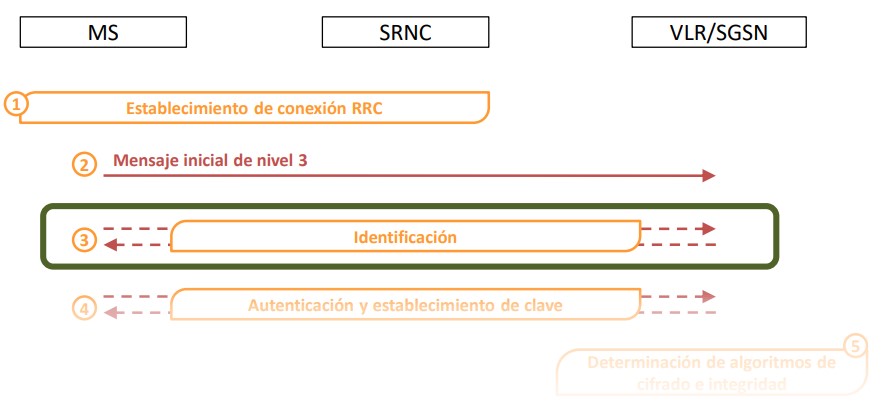 MS SRNC VLR/SGSN
1 Establecimiento de conexión RRC
2 Mensaje inicial de nivel 3
3 Identificación
4 Autenticación y establecimiento de clave
5
Determinación de algoritmos de
cifrado e integridad